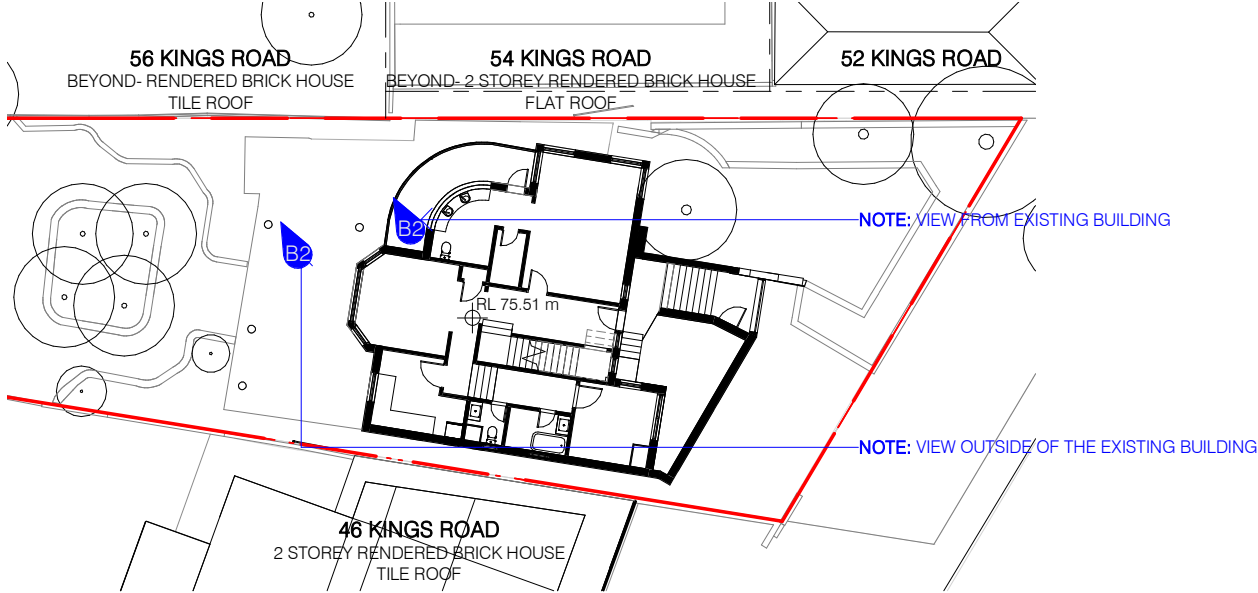 56 KINGS ROAD
BEYOND- RENDERED BRICK HOUSE
TILE ROOF
54 KINGS ROAD
BEYOND- 2 STOREY RENDERED BRICK HOUSE
FLAT ROOF
52 KINGS ROAD
B2
NOTE: VIEW FROM EXISTING BUILDING
B2
RL 75.51 m
NOTE: VIEW OUTSIDE OF THE EXISTING BUILDING
46 KINGS ROAD
2 STOREY RENDERED BRICK HOUSE
TILE ROOF